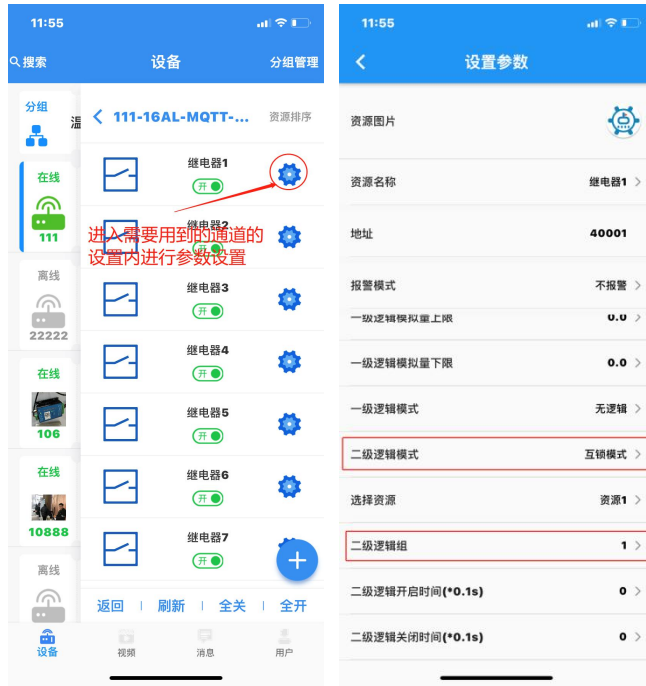 11:55
搜索
设备
分组管理
分组
温
111-16AL-MQTT-...
资源排序
在线
111
继电器1
开
继电器2
开
进入需要用到的通道的
设置内进行参数设置
离线
22222
继电器3
开
继电器4
开
在线
106
继电器5
开
在线
10888
继电器6
开
继电器7
开
离线
返回
刷新
全关
全开
设备
视频
消息
用户
11:55
设置参数
资源图片
资源名称 继电器1
地址 40001
报警模式 不报警
一级逻辑模拟量上限 0.0
一级逻辑模拟量下限 0.0
一级逻辑模式 无逻辑
二级逻辑模式 互锁模式
选择资源 资源1
二级逻辑组 1
二级逻辑开启时间(*0.1s) 0
二级逻辑关闭时间(*0.1s) 0